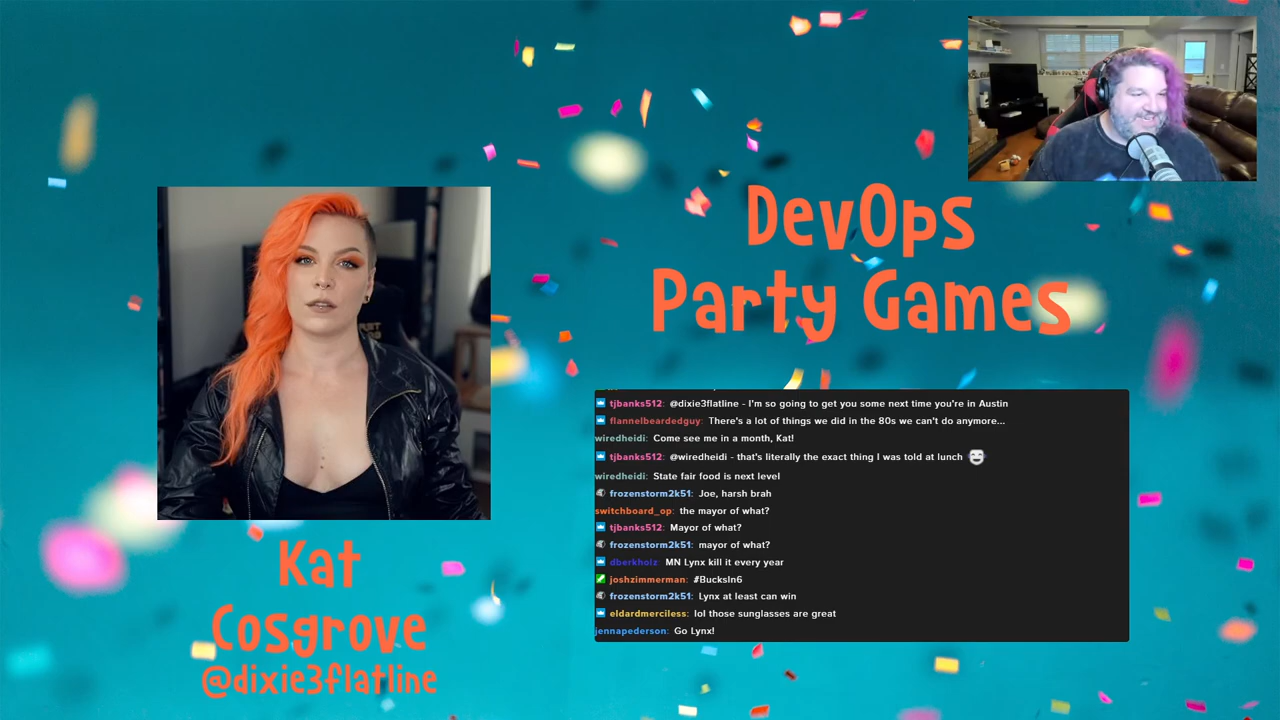 DevOps
Party Games
Kat
Cosgrove
@dixie3flatline
tjbanks512: @dixie3flatline - I'm so going to get you some next time you're in Austin
flannelbeardedguy: There's a lot of things we did in the 80s we can't do anymore...
wiredheidi: Come see me in a month, Kat!
tjbanks512: @wiredheidi - that's literally the exact thing I was told at lunch
wiredheidi: State fair food is next level
frozenstorm2k51: Joe, harsh brah
switchboard_op: the mayor of what?
tjbanks512: Mayor of what?
frozenstorm2k51: mayor of what?
dberkholz: MN Lynx kill it every year
joshzimmerman: #BucksIn6
frozenstorm2k51: Lynx at least can win
eldardmerciless: lol those sunglasses are great
jennapederson: Go Lynx!